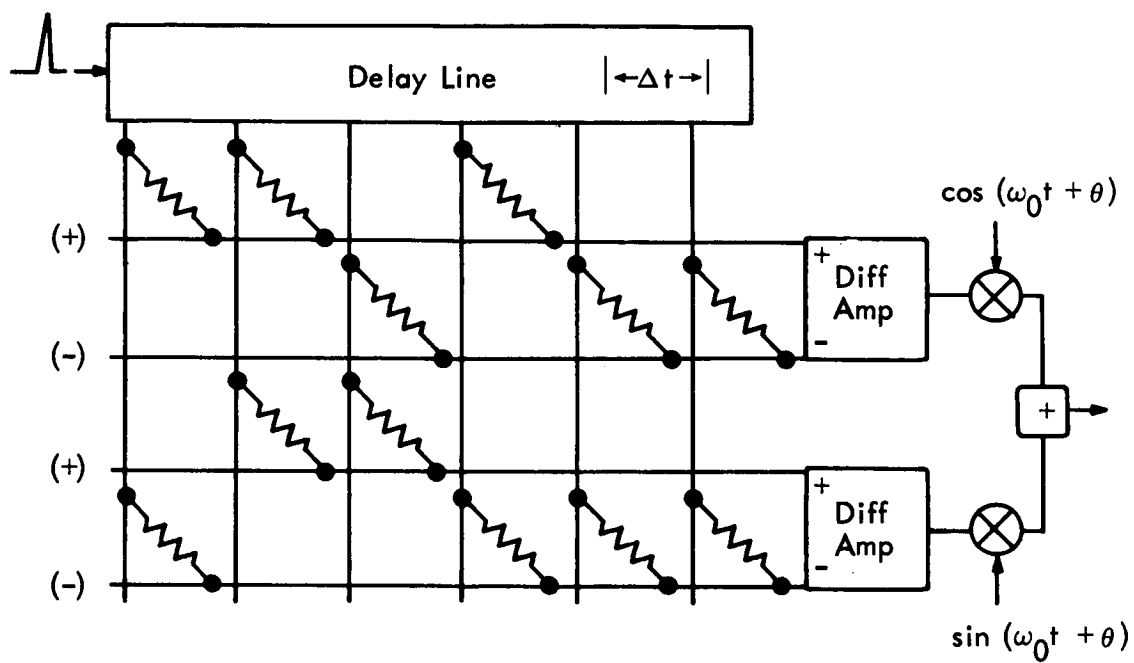 Delay Line
Δt
cos (ω₀t + θ)
(+)
+
Diff
Amp
-
(-)
+
(+)
+
Diff
Amp
-
(-)
sin (ω₀t + θ)